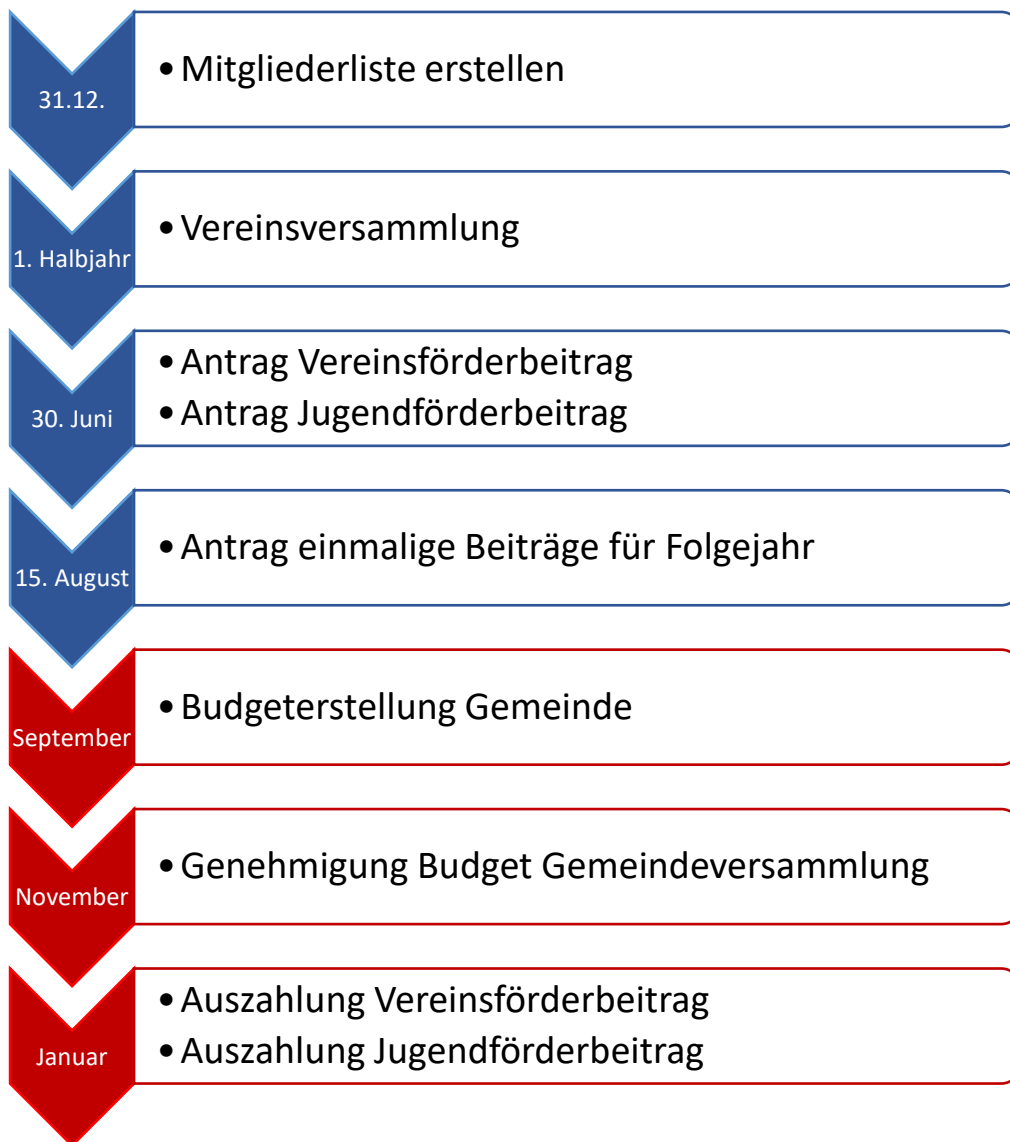 31.12.
• Mitgliederliste erstellen
1. Halbjahr
• Vereinsversammlung
30. Juni
• Antrag Vereinsförderbeitrag
• Antrag Jugendförderbeitrag
15. August
• Antrag einmalige Beiträge für Folgejahr
September
• Budgeterstellung Gemeinde
November
• Genehmigung Budget Gemeindeversammlung
Januar
• Auszahlung Vereinsförderbeitrag
• Auszahlung Jugendförderbeitrag